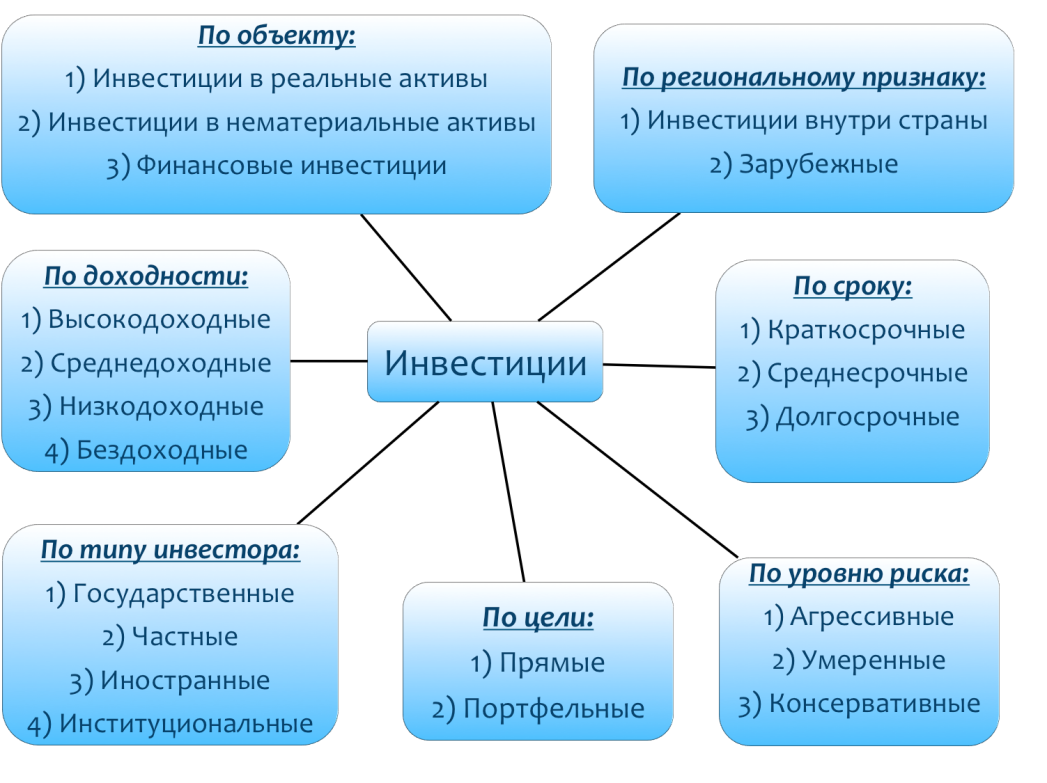 По объекту:
1) Инвестиции в реальные активы
2) Инвестиции в нематериальные активы
3) Финансовые инвестиции
По региональному признаку:
1) Инвестиции внутри страны
2) Зарубежные
По доходности:
1) Высокодоходные
2) Среднедоходные
3) Низкодоходные
4) Бездоходные
Инвестиции
По сроку:
1) Краткосрочные
2) Среднесрочные
3) Долгосрочные
По типу инвестора:
1) Государственные
2) Частные
3) Иностранные
4) Институциональные
По цели:
1) Прямые
2) Портфельные
По уровню риска:
1) Агрессивные
2) Умеренные
3) Консервативные